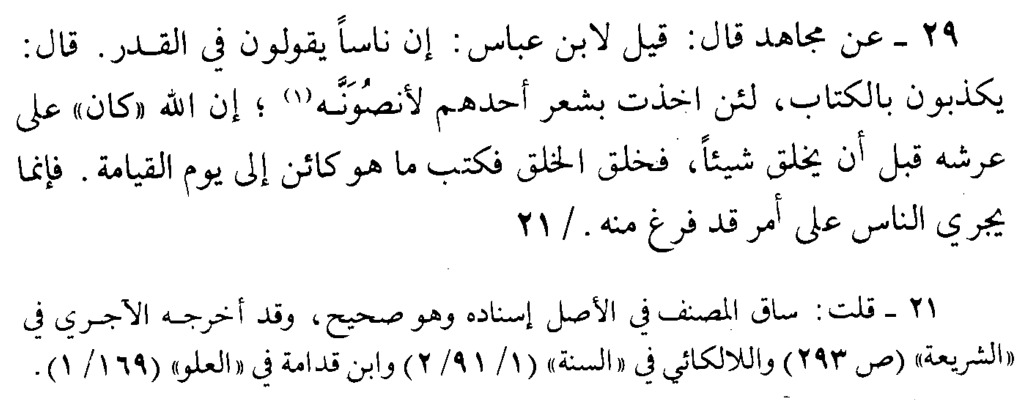 ٢٩ ـ عن مجاهد قال: قيل لابن عباس: إن ناساً يقولون في القدر. قال:
يكذبون بالكتاب، لئن اخذت بشعر أحدهم لأنصُوَنَّه(١) ؛ إن الله «كان» على
عرشه قبل أن يخلق شيئاً، فخلق الخلق فكتب ما هو كائن إلى يوم القيامة. فإنما
يجري الناس على أمر قد فرغ منه. / ٢١
٢١ ـ قلت: ساق المصنف في الأصل إسناده وهو صحيح، وقد أخرجه الآجري في
«الشريعة» (ص ٢٩٣) واللالكائي في «السنة» (١/ ٩١/ ٢) وابن قدامة في «العلو» (١٦٩/ ١).